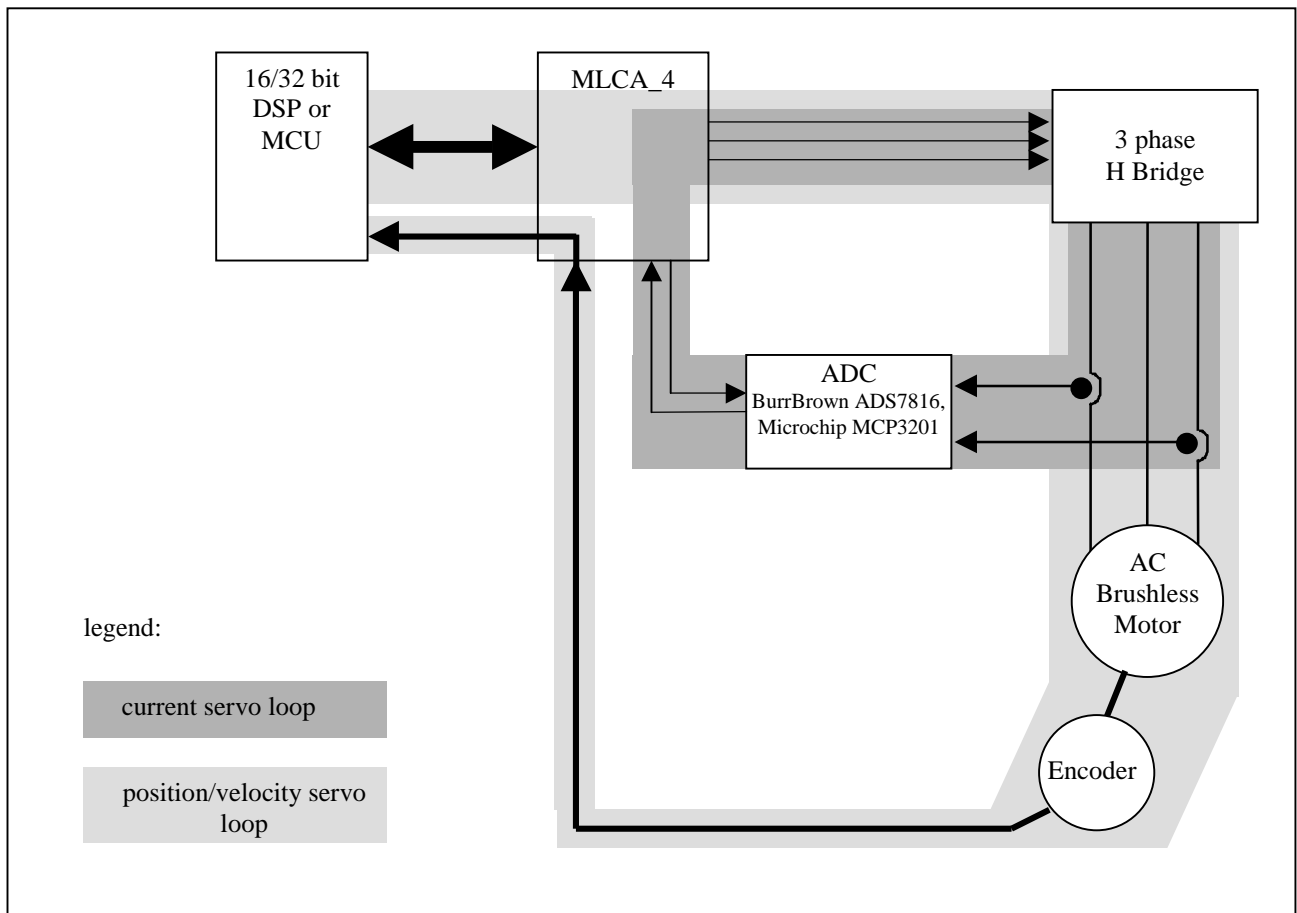 16/32 bit
DSP or
MCU
MLCA_4
3 phase
H Bridge
ADC
BurrBrown ADS7816,
Microchip MCP3201
AC
Brushless
Motor
Encoder
legend:
current servo loop
position/velocity servo
loop